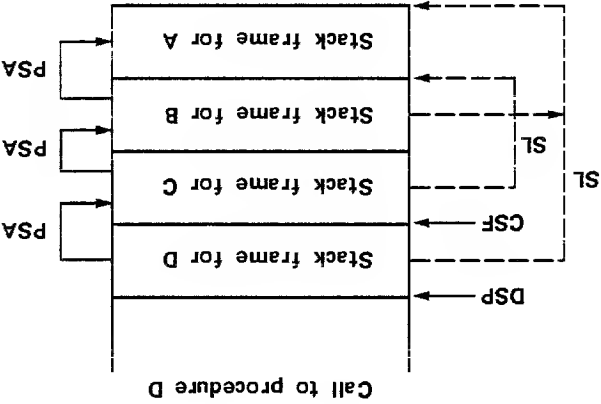 Call to procedure D
DSP
Stack frame for D
PSA
CSF
Stack frame for C
SL
PSA
SL
Stack frame for B
PSA
Stack frame for A